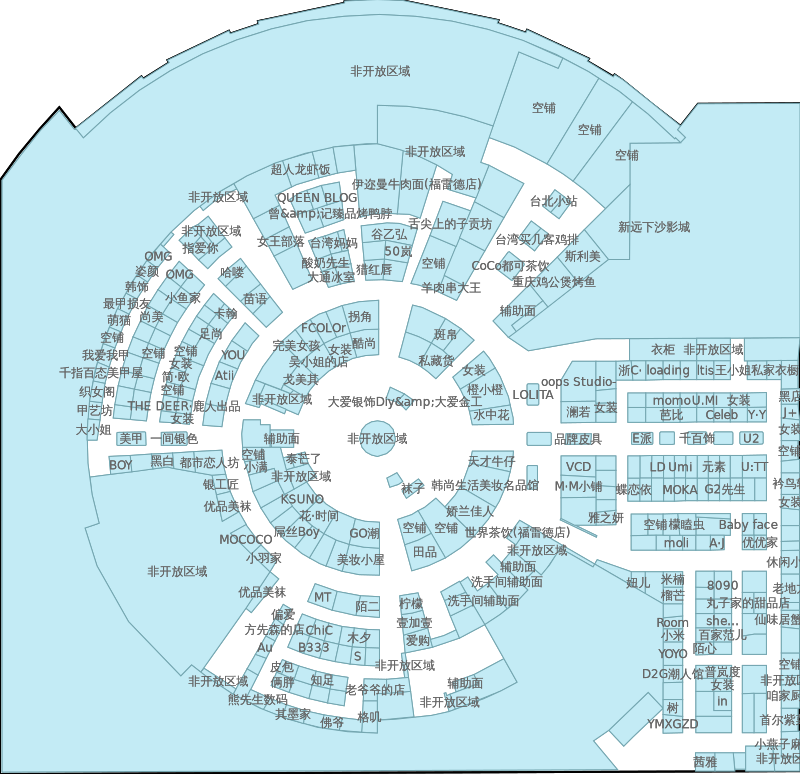 非开放区域
空铺
空铺
非开放区域
空铺
超人龙虾饭
伊迩曼牛肉面(福雷德店)
非开放区域
QUEEN BLOG
台北小站
曾&amp;记臻品烤鸭脖
舌尖上的子贡坊
新远下沙影城
非开放区域
谷乙弘
女王部落
台湾妈妈
台湾买几客鸡排
指爱你
50岚
OMG
斯利美
酸奶先生
猎红唇
空铺
CoCo都可茶饮
姿颜
OMG
哈喽
大通冰室
重庆鸡公煲烤鱼
韩饰
羊肉串大王
小鱼家
苗语
最甲损友
辅助面
卡翰
尚美
拐角
萌猫
FCOLOr
斑帛
足尚
空铺
酷尚
完美女孩
女装
衣柜
非开放区域
我爱我甲
空铺
空铺
YOU
私藏货
吴小姐的店
女装
千指百态美甲屋
简·欧
Atii
戈美其
女装
浙C·
loading
Itis王小姐私家衣橱
oops Studio
织女阁
空铺
橙小橙
LOLITA
非开放区域
大爱银饰Diy&amp;大爱金工
momo
U.MI
女装
黑店
甲艺坊
THE DEER·鹿大出品
水中花
澜若
女装
芭比
Celeb
Y·Y
J+
女装
大小姐
女装
美甲
一间银色
辅助面
非开放区域
品牌皮具
E派
千百饰
U2
空铺
空铺
BOY
黑白
都市恋人坊
小满
泰芒了
天才牛仔
VCD
LD
Umi
元素
U:TT
非开放区域
银工匠
袜子
韩尚生活美妆名品馆
M·M小铺
蝶恋依
MOKA
G2先生
衿鸟
女装
优品美袜
KSUNO
花·时间
娇兰佳人
雅之妍
屌丝Boy
GO潮
空铺
空铺
世界茶饮(福雷德店)
空铺
檬瞌虫
Baby face
MOCOCO
田品
非开放区域
moli
A·J
优优家
小羽家
美妆小屋
辅助面
休闲小
非开放区域
洗手间辅助面
妞儿
米楠
8090
老地方
优品美袜
MT
陌二
柠檬
洗手间辅助面
榴芒
丸子家的甜品店
偏爱
壹加壹
Room
she...
仙味居蟹
方先森的店
ChiC
木夕
爱购
小米
百家范儿
Au
B333
S
YOYO
陌心
皮包
非开放区域
D2G潮人馆
普岚度
空铺
非开放区域
俩胖
知足
老爷爷的店
辅助面
女装
非开放区
熊先生数码
非开放区域
in
咱家厨
其墨家
佛爷
格叽
树
YMXGZD
首尔紫菜
小燕子麻
茜雅
非开放区